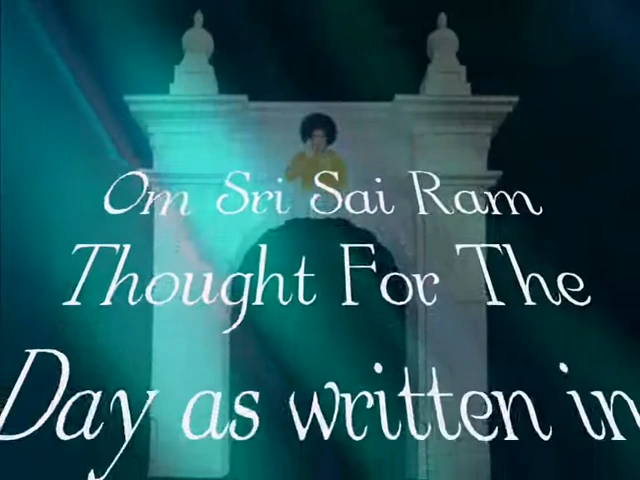 Om Sri Sai Ram
Thought For The
Day as written in